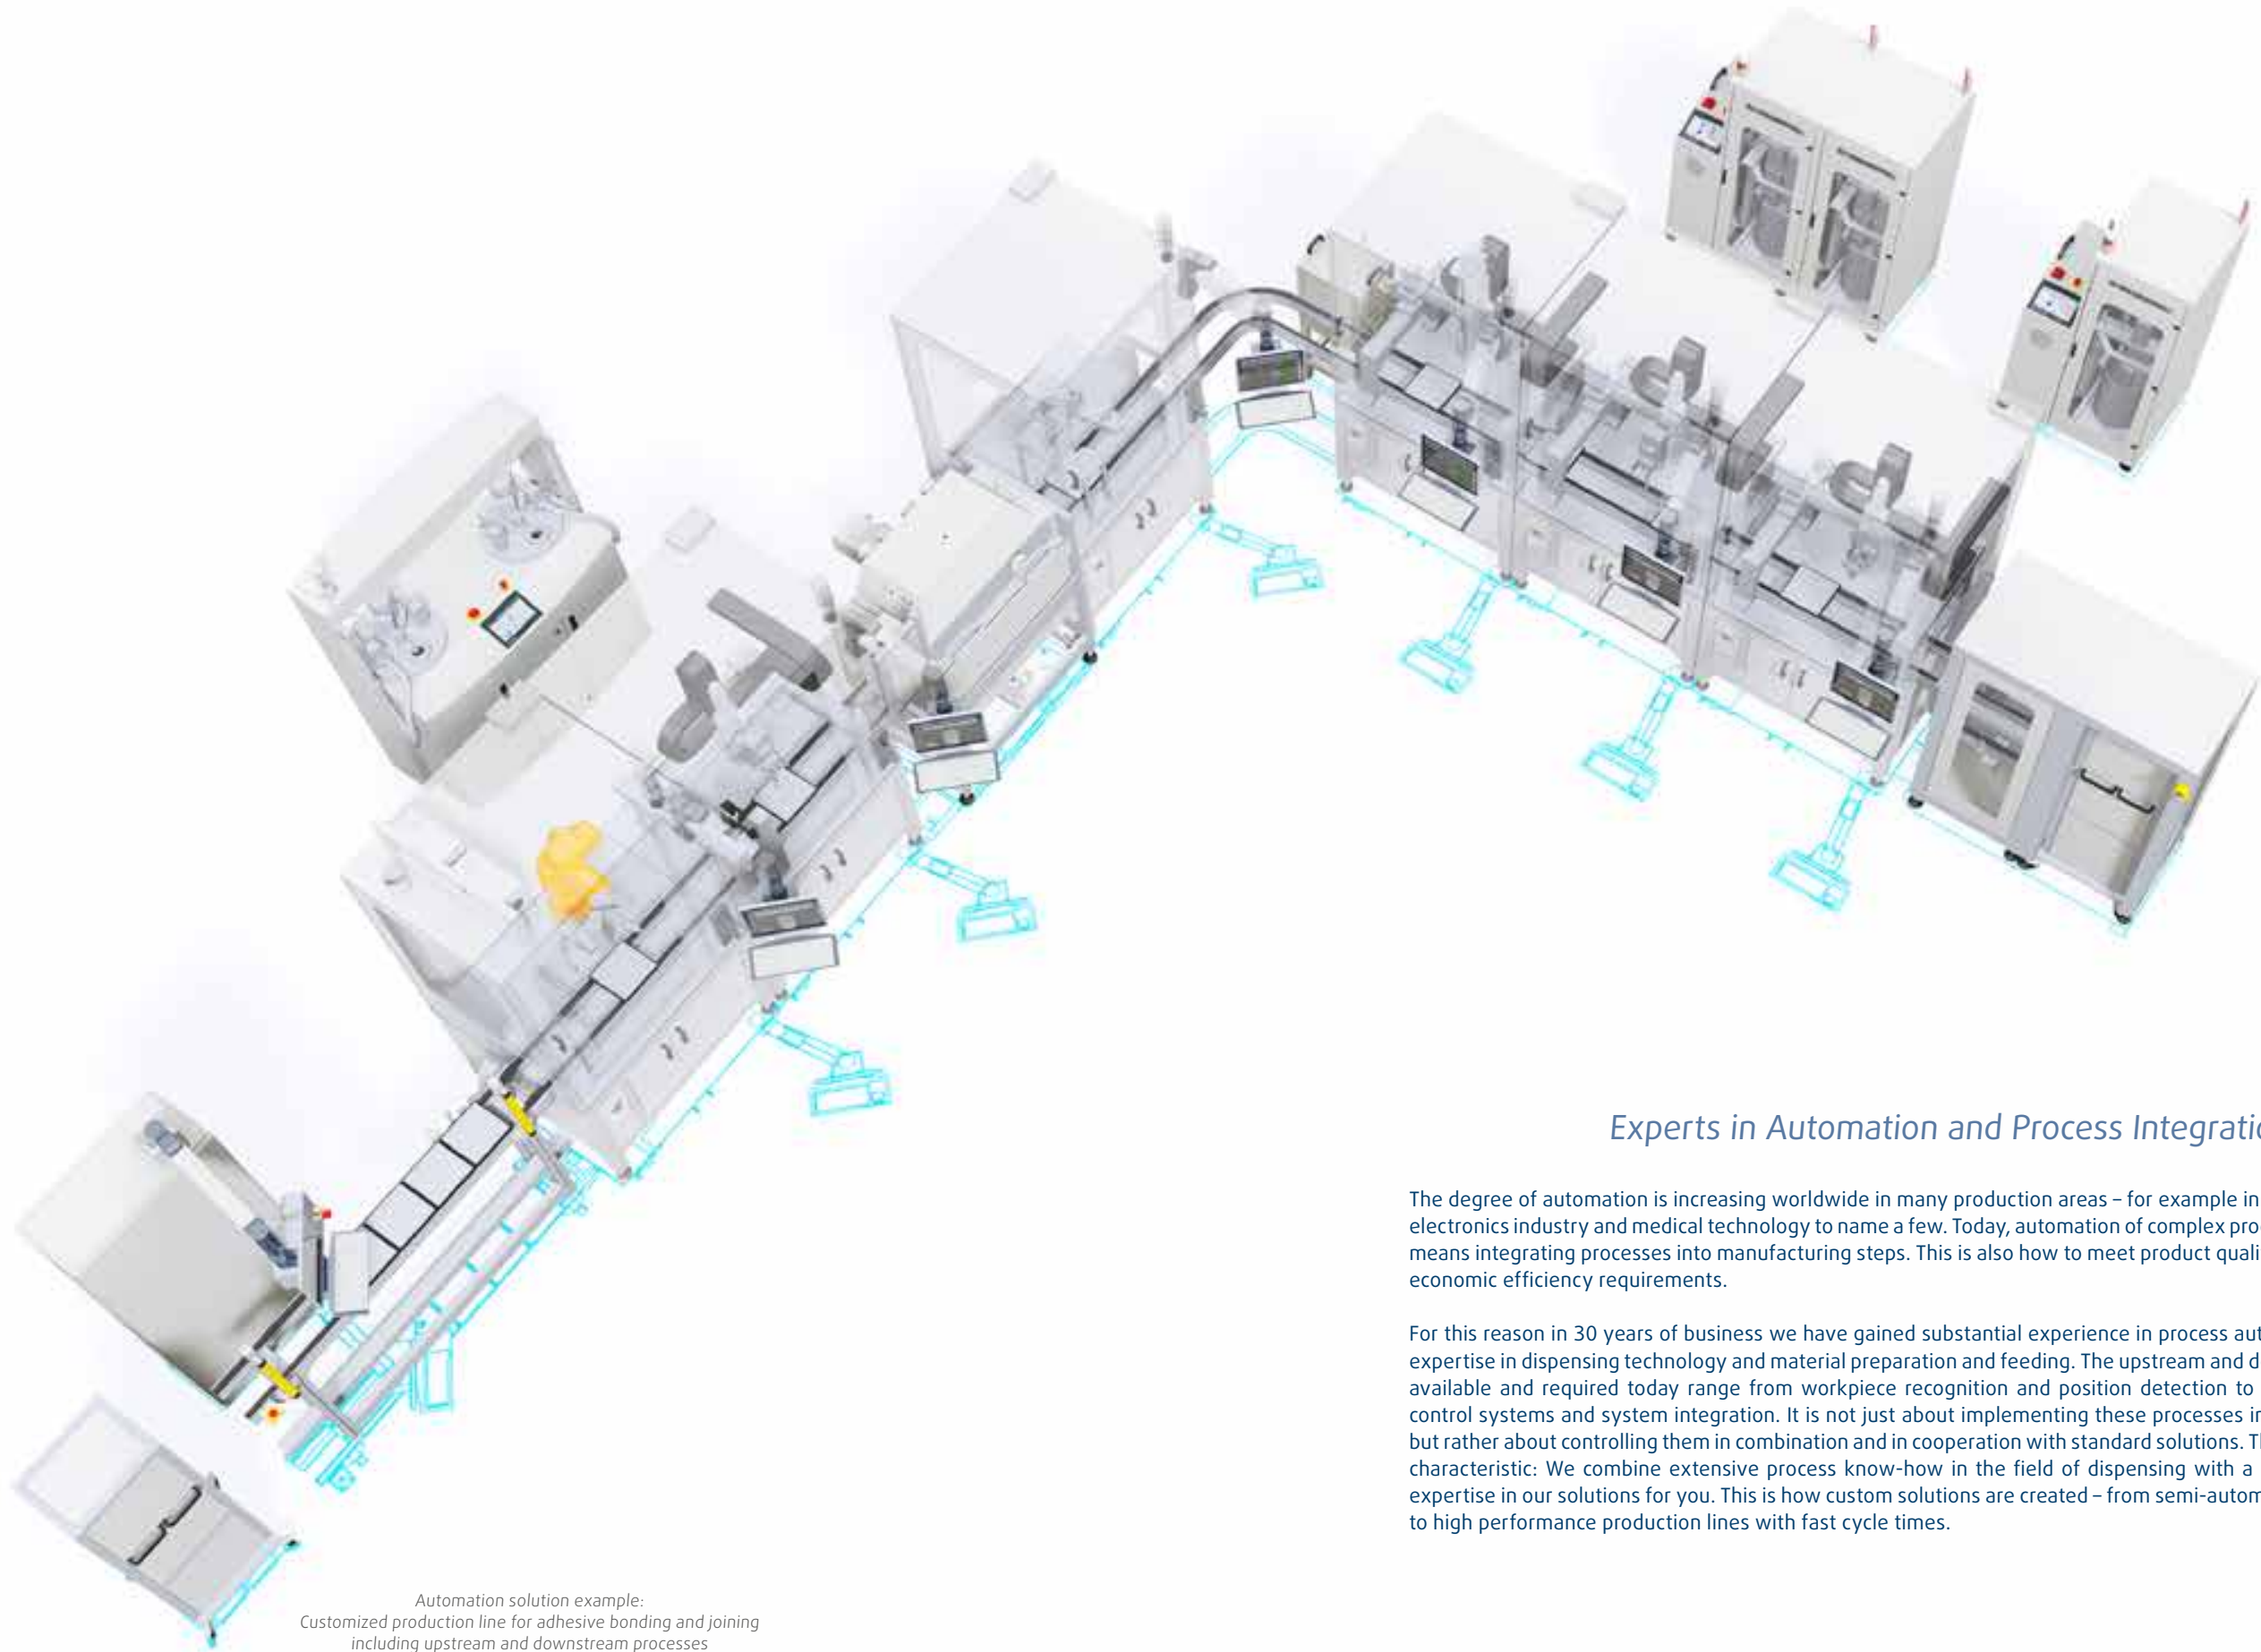 Experts in Automation and Process
The degree of automation is increasing worldwide in many production areas – for example in
electronics industry and medical technology to name a few. Today, automation of complex
means integrating processes into manufacturing steps. This is also how to meet product
economic efficiency requirements.
For this reason in 30 years of business we have gained substantial experience in process
expertise in dispensing technology and material preparation and feeding. The upstream and
available and required today range from workpiece recognition and position detection to
control systems and system integration. It is not just about implementing these processes
but rather about controlling them in combination and in cooperation with standard solutions.
characteristic: We combine extensive process know-how in the field of dispensing with a
expertise in our solutions for you. This is how custom solutions are created – from
to high performance production lines with fast cycle times.
Automation solution example:
Customized production line for adhesive bonding and joining
including upstream and downstream processes